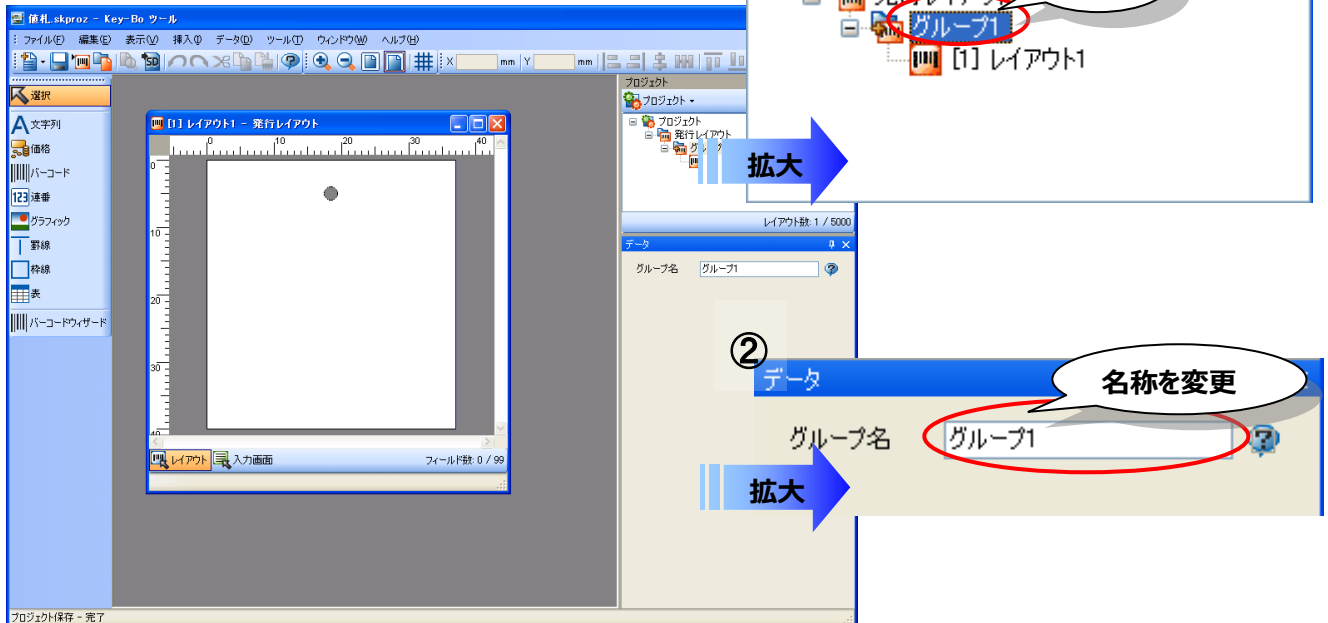 値札.skproz - Key-Bo ツール
ファイル(F) 編集(E) 表示(V) 挿入(I) データ(D) ツール(T) ウィンドウ(W) ヘルプ(H)
X mm Y mm
選択
文字列
価格
バーコード
123 連番
グラフィック
罫線
枠線
表
バーコードウィザード
[1] レイアウト1 - 発行レイアウト
0 10 20 30 40
0
10
20
30
40
レイアウト 入力画面 フィールド数: 0 / 99
プロジェクト
プロジェクト
プロジェクト
発行レイアウト
レイアウト数: 1 / 5000
データ
グループ名 グループ1
プロジェクト保存 - 完了
グループ1
[1] レイアウト1
拡大
②
データ
名称を変更
グループ名 グループ1
拡大